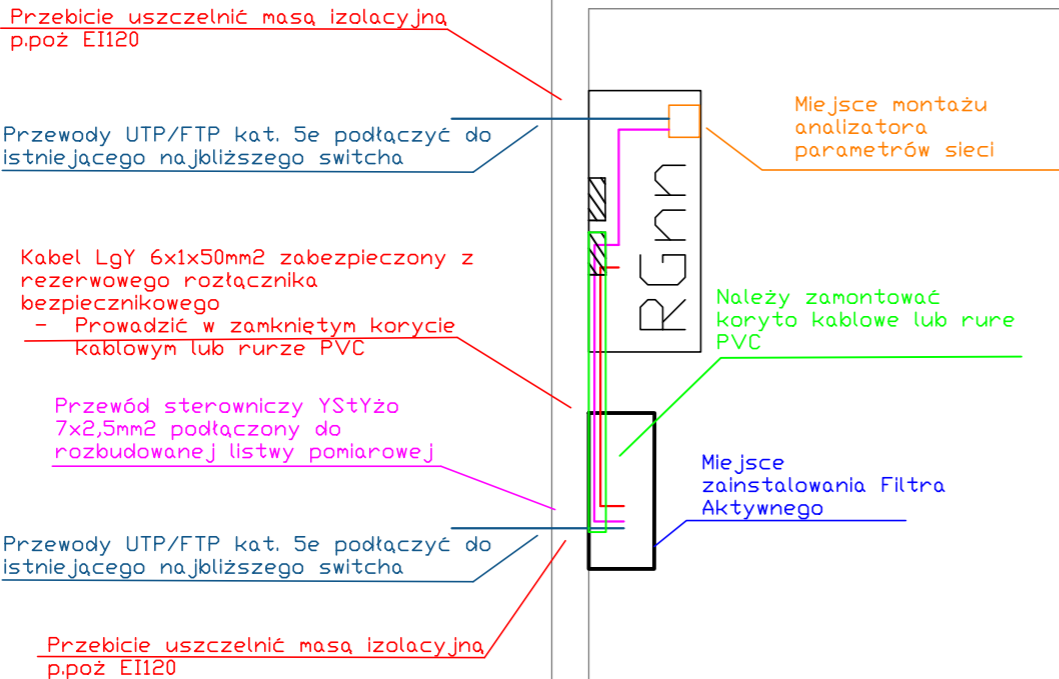 Przebicie uszczelnić masą izolacyjną
p.poż EI120
Przewody UTP/FTP kat. 5e podłączyć do
istniejącego najbliższego switcha
Miejsce montażu
analizatora
parametrów sieci
RGnn
Kabel LgY 6x1x50mm2 zabezpieczony z
rezerwowego rozłącznika
bezpiecznikowego
- Prowadzić w zamkniętym korycie
kablowym lub rurze PVC
Należy zamontować
koryto kablowe lub rure
PVC
Przewód sterowniczy YStYżo
7x2,5mm2 podłączony do
rozbudowanej listwy pomiarowej
Miejsce
zainstalowania Filtra
Aktywnego
Przewody UTP/FTP kat. 5e podłączyć do
istniejącego najbliższego switcha
Przebicie uszczelnić masą izolacyjną
p.poż EI120